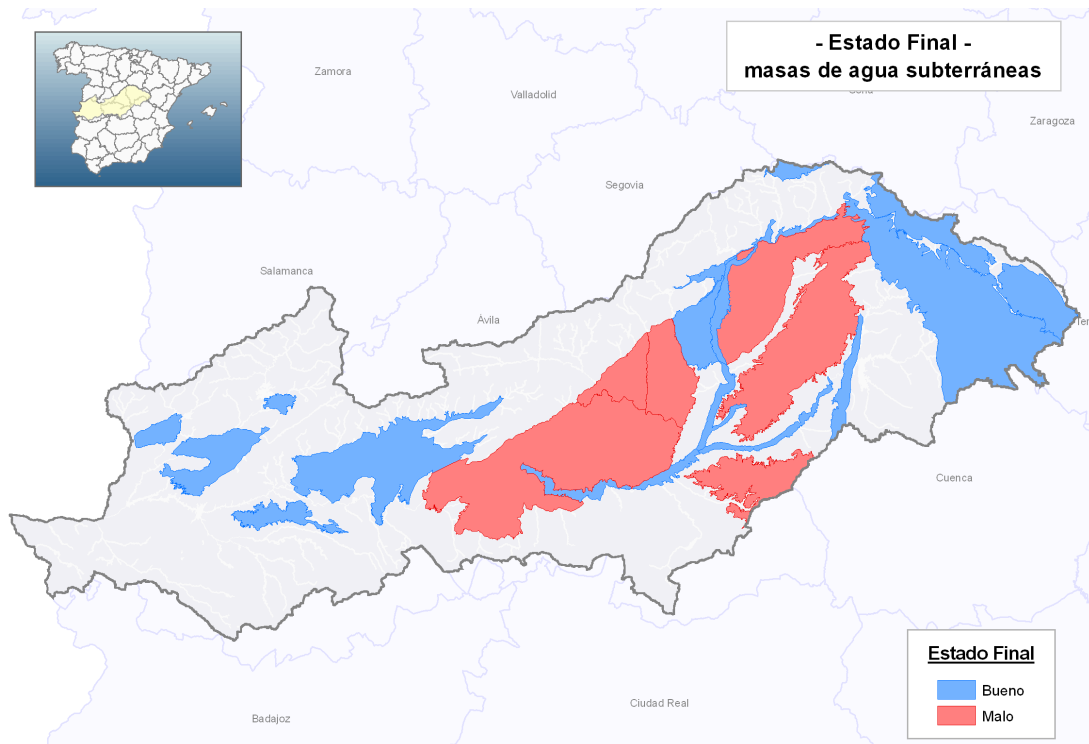 - Estado Final -
masas de agua subterráneas
Zamora
Valladolid
Zaragoza
Segovia
Salamanca
Ávila
Cuenca
Ciudad Real
Badajoz
Estado Final
Bueno
Malo